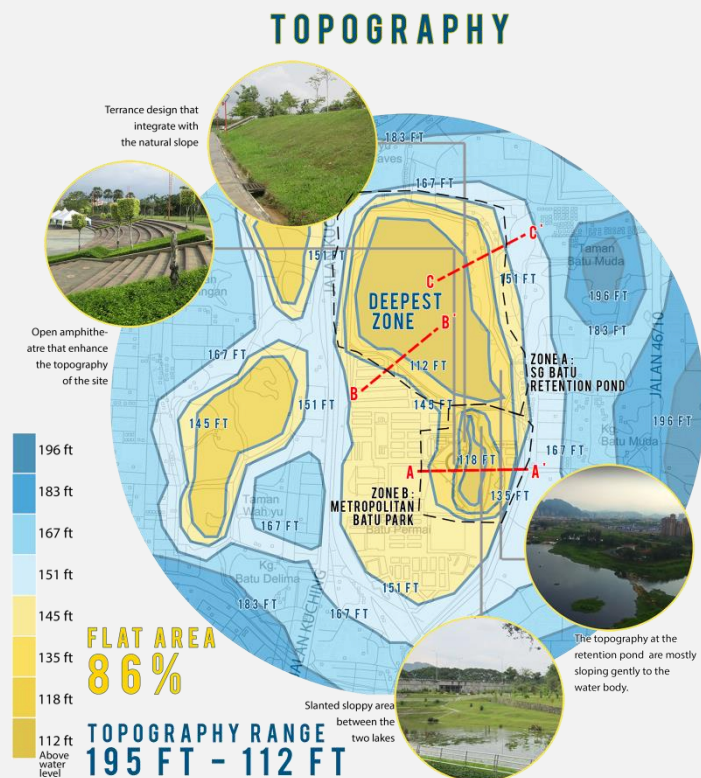 TOPOGRAPHY
Terrance design that
integrate with
the natural slope
Open amphithe-
atre that enhance
the topography
of the site
183 FT
167 FT
151 FT
C
C'
151 FT
Taman
Batu Muda
196 FT
183 FT
DEEPEST
ZONE
B'
B
112 FT
167 FT
151 FT
145 FT
145 FT
ZONE A :
SG BATU
RETENTION POND
JALAN 46/10
196 FT
Kg.
Batu Muda
167 FT
118 FT
A
A'
135 FT
ZONE B :
METROPOLITAN
BATU PARK
Batu Permai
Taman
Wah yu
167 FT
Kg.
Batu Delima
183 FT
JALAN KUCHING
167 FT
151 FT
196 ft
183 ft
167 ft
151 ft
145 ft
135 ft
118 ft
112 ft
Above
water
level
FLAT AREA
86%
TOPOGRAPHY RANGE
195 FT - 112 FT
Slanted sloppy area
between the
two lakes
The topography at the
retention pond are mostly
sloping gently to the
water body.